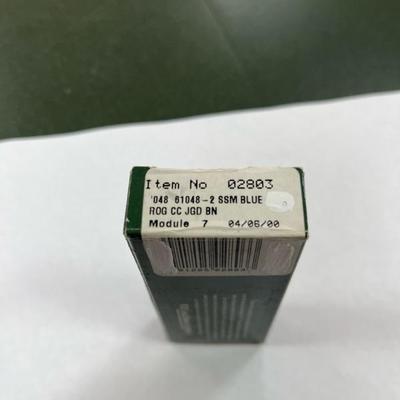 Item No 02803
'048 61048-2 SSM BLUE
ROG CC JGD BN
Module 7 04/06/00